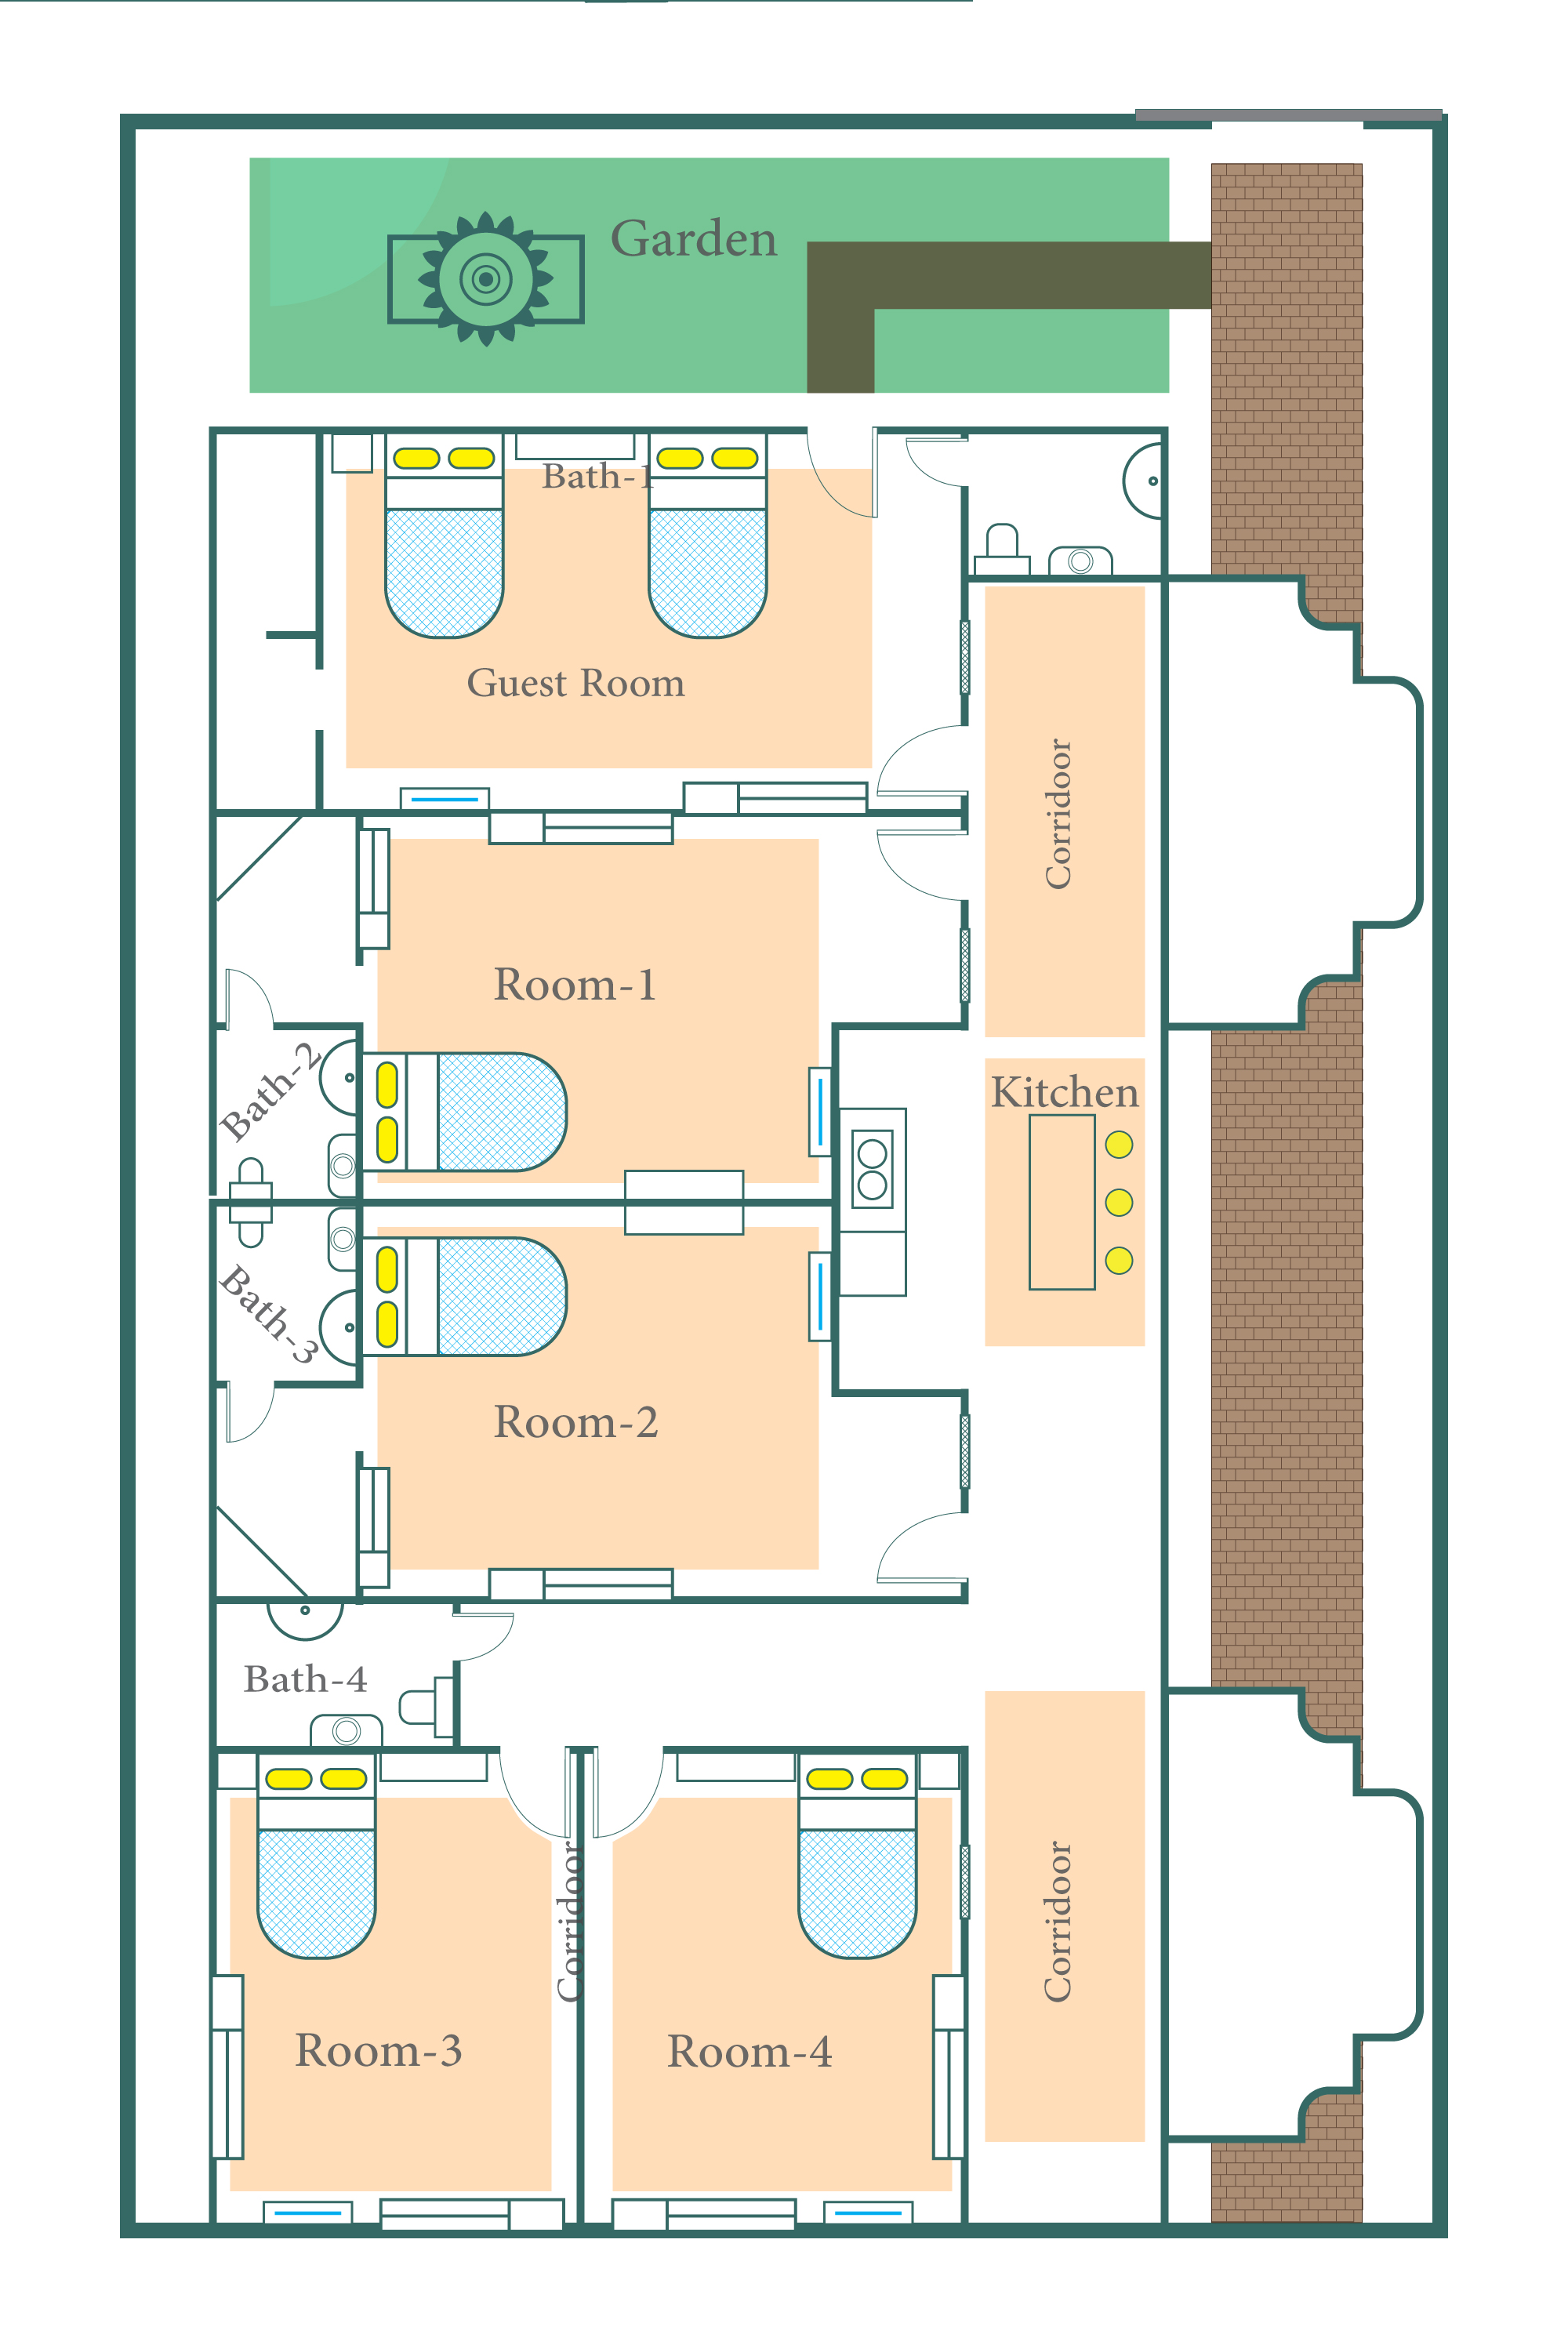 Garden
Bath-1
Guest Room
Corridor
Room-1
Bath-2
Kitchen
Bath-3
Room-2
Bath-4
Corridor
Corridor
Room-3
Room-4